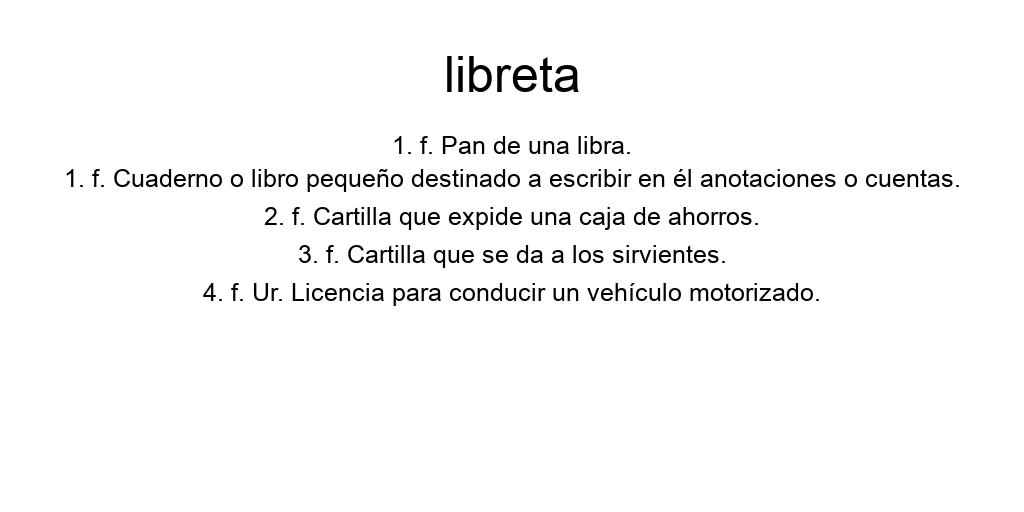 libreta
1. f. Pan de una libra.
1. f. Cuaderno o libro pequeño destinado a escribir en él anotaciones o cuentas.
2. f. Cartilla que expide una caja de ahorros.
3. f. Cartilla que se da a los sirvientes.
4. f. Ur. Licencia para conducir un vehículo motorizado.